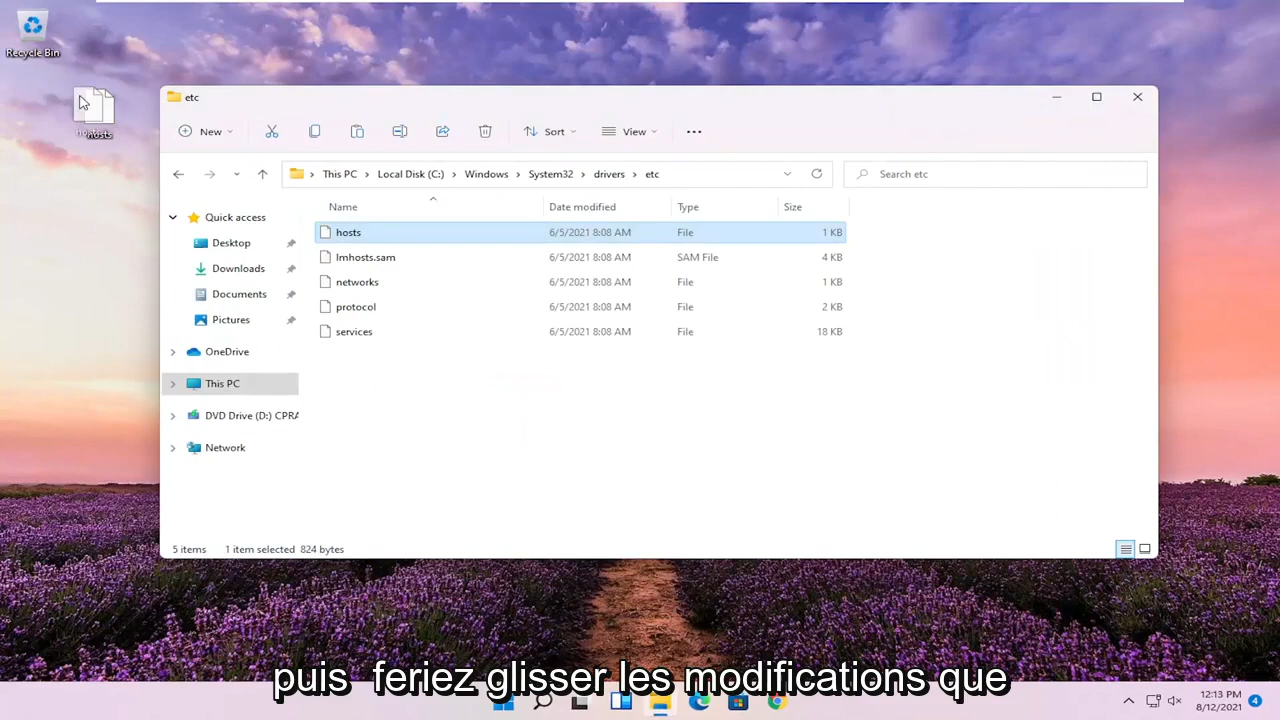 Recycle Bin
hosts
etc
New
Sort
View
This PC
Local Disk (C:)
Windows
System32
drivers
etc
Search etc
Name
Date modified
Type
Size
Quick access
Desktop
Downloads
Documents
Pictures
OneDrive
This PC
DVD Drive (D:) CPRA
Network
hosts 6/5/2021 8:08 AM File 1 KB
lmhosts.sam 6/5/2021 8:08 AM SAM File 4 KB
networks 6/5/2021 8:08 AM File 1 KB
protocol 6/5/2021 8:08 AM File 2 KB
services 6/5/2021 8:08 AM File 18 KB
5 items 1 item selected 824 bytes
puis feriez glisser les modifications que
12:13 PM
8/12/2021
4